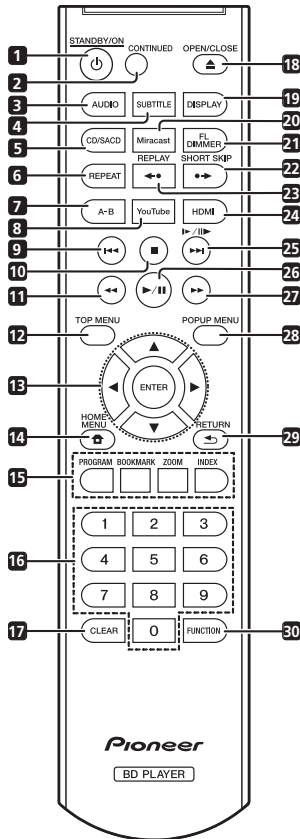 STANDBY/ON
CONTINUED
OPEN/CLOSE
1
2
18
AUDIO
SUBTITLE
DISPLAY
3
4
19
20
CD/SACD
Miracast
FL DIMMER
5
21
REPEAT
REPLAY
SHORT SKIP
6
22
23
A-B
YouTube
HDMI
7
8
24
9
10
25
26
11
27
TOP MENU
POPUP MENU
12
28
13
ENTER
HOME MENU
RETURN
14
29
PROGRAM BOOKMARK ZOOM INDEX
15
1 2 3
16
4 5 6
7 8 9
17
CLEAR
0
FUNCTION
30
Pioneer
BD PLAYER